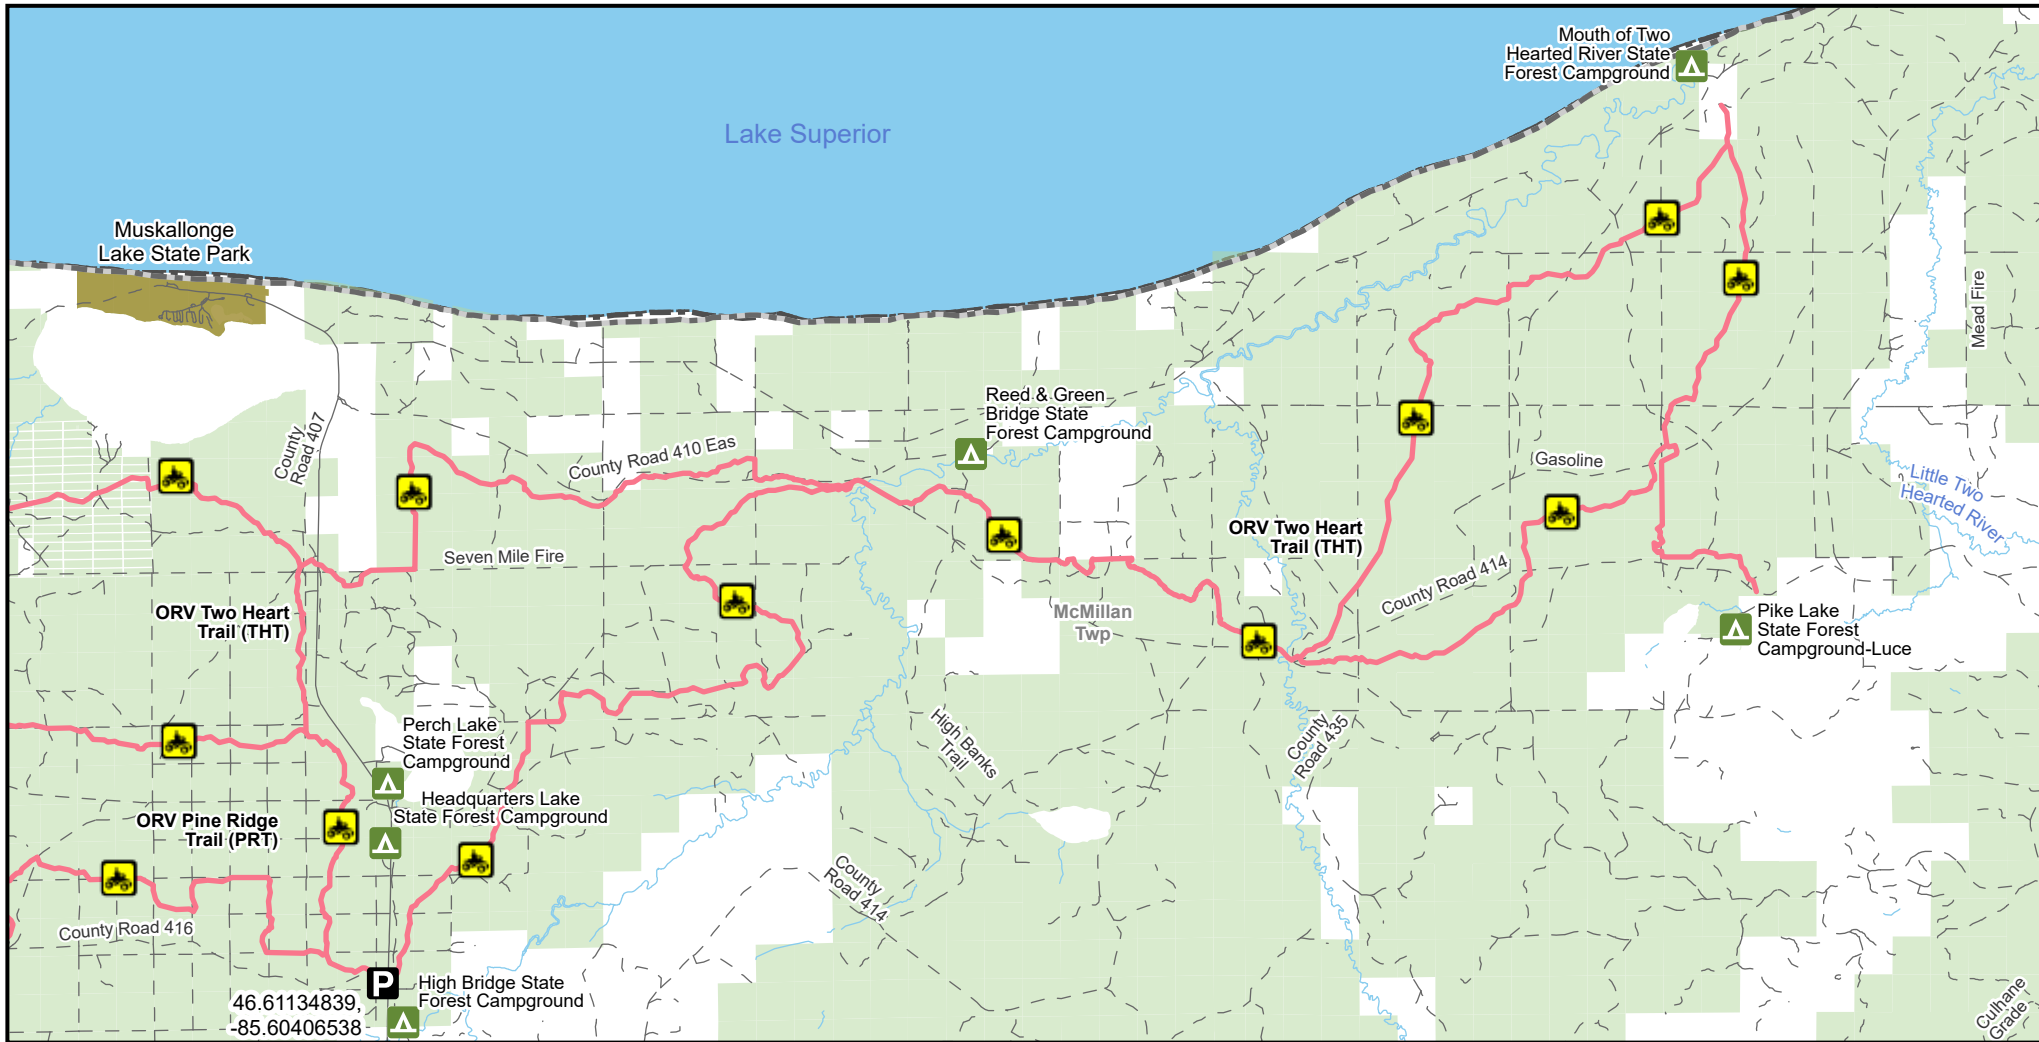 Mouth of Two
Hearted River State
Forest Campground
Lake Superior
Muskallonge
Lake State Park
Mead Fire
County
Road 407
Reed & Green
Bridge State
Forest Campground
County Road 410 Eas
Gasoline
Little Two
Hearted River
ORV Two Heart
Trail (THT)
Seven Mile Fire
County Road 414
ORV Two Heart
Trail (THT)
McMillan
Twp
Pike Lake
State Forest
Campground-Luce
Perch Lake
State Forest
Campground
High Banks
Trail
County
Road 435
Headquarters Lake
State Forest Campground
ORV Pine Ridge
Trail (PRT)
County
Road 414
County Road 416
P
High Bridge State
Forest Campground
46.61134839,
-85.60406538
Culhane
Grade